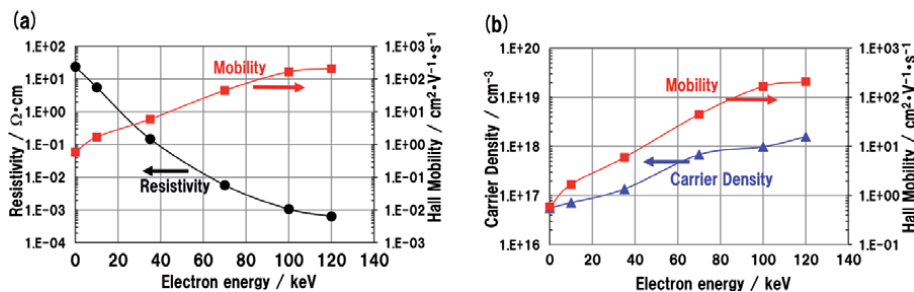 (a)
Resistivity / Ω•cm
1.E+02
1.E+01
1.E+00
1.E-01
1.E-02
1.E-03
1.E-04
Mobility
Resistivity
1.E+03
1.E+02
1.E+01
1.E+00
1.E-01
1.E-02
1.E-03
Hall Mobility / cm²•V⁻¹•s⁻¹
0 20 40 60 80 100 120 140
Electron energy / keV
(b)
Carrier Density / cm⁻³
1.E+20
1.E+19
1.E+18
1.E+17
1.E+16
Mobility
Carrier Density
1.E+03
1.E+02
1.E+01
1.E+00
1.E-01
Hall Mobility / cm²•V⁻¹•s⁻¹
0 20 40 60 80 100 120 140
Electron energy / keV